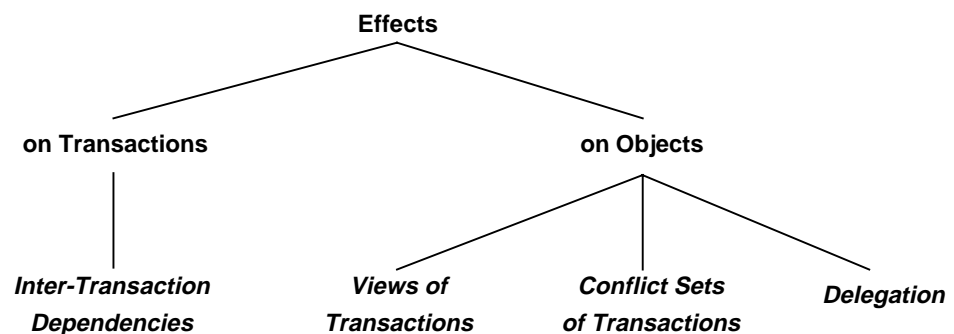 Effects
on Transactions
on Objects
Inter-Transaction
Dependencies
Views of
Transactions
Conflict Sets
of Transactions
Delegation